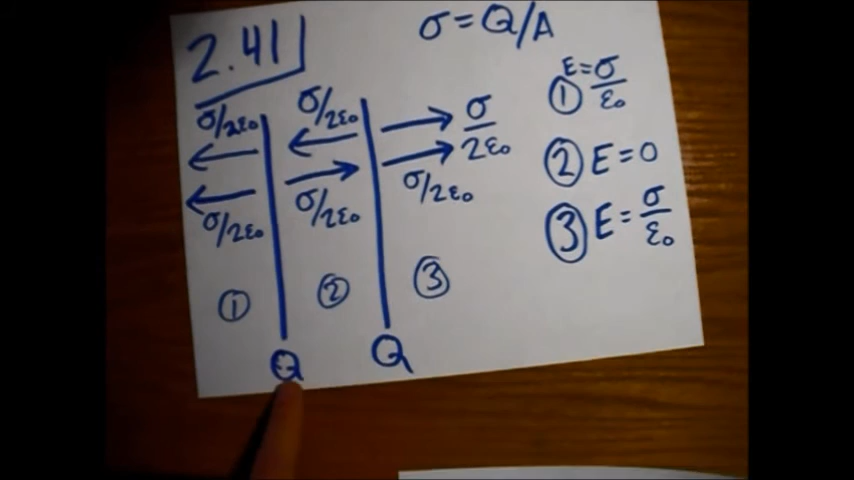 2.41
σ = Q/A
σ/2ε₀
σ/2ε₀
σ/2ε₀
σ/2ε₀
σ/2ε₀
σ/2ε₀
① E = σ/ε₀
② E = 0
③ E = σ/ε₀
① ② ③
Q Q